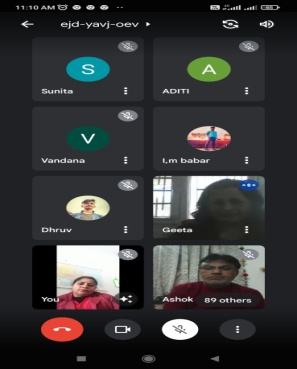 11:10 AM
ejd-yavj-oev
S
A
Sunita
ADITI
V
Vandana
I,m babar
Dhruv
Geeta
You
Ashok 89 others